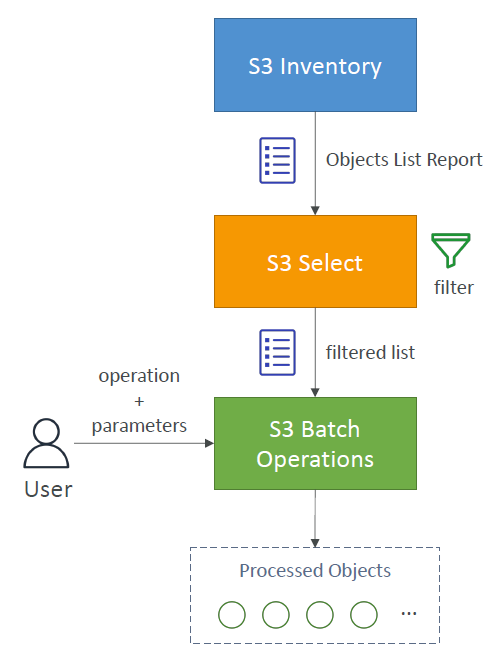 S3 Inventory
Objects List Report
S3 Select
filter
filtered list
operation
+
parameters
S3 Batch
Operations
User
Processed Objects
...